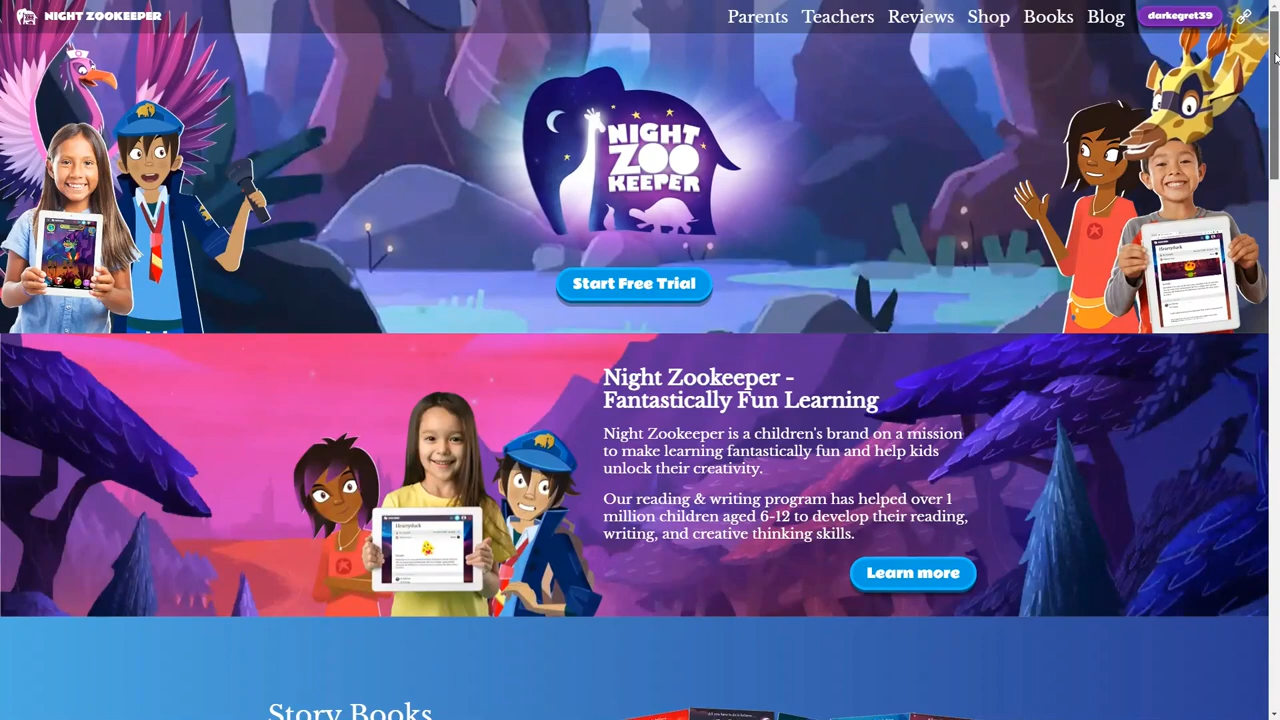 NIGHT ZOOKEEPER
Parents Teachers Reviews Shop Books Blog darkegret39
NIGHT
ZOO
KEEPER
Start Free Trial
Night Zookeeper -
Fantastically Fun Learning
Night Zookeeper is a children's brand on a mission
to make learning fantastically fun and help kids
unlock their creativity.
Our reading & writing program has helped over 1
million children aged 6-12 to develop their reading,
writing, and creative thinking skills.
Learn more
Story Books